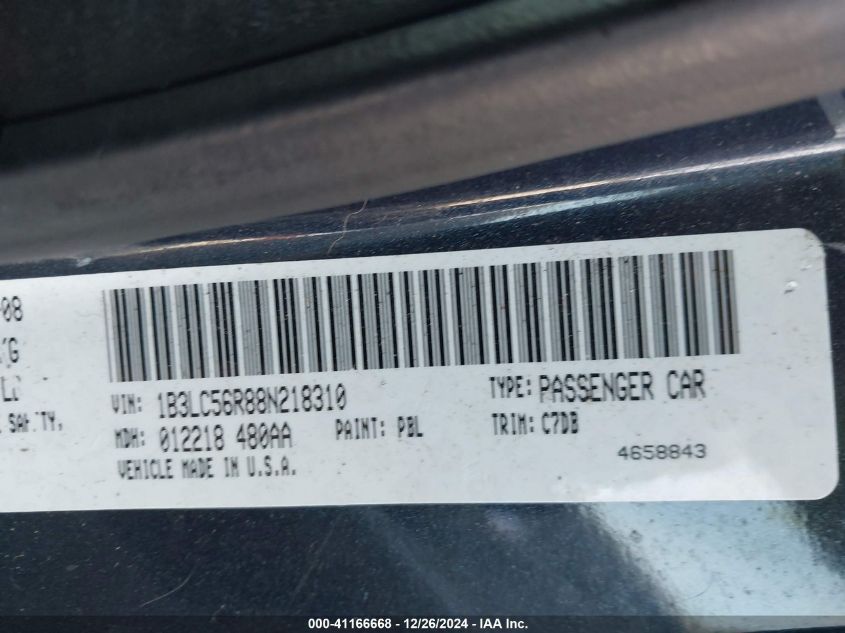 -08
VIN: 1B3LC56R88N218310 TYPE: PASSENGER CAR
MDH: 012218 480AA PAINT: PBL TRIM: C7DB
VEHICLE MADE IN U.S.A. 4658843
000-41166668 - 12/26/2024 - IAA Inc.